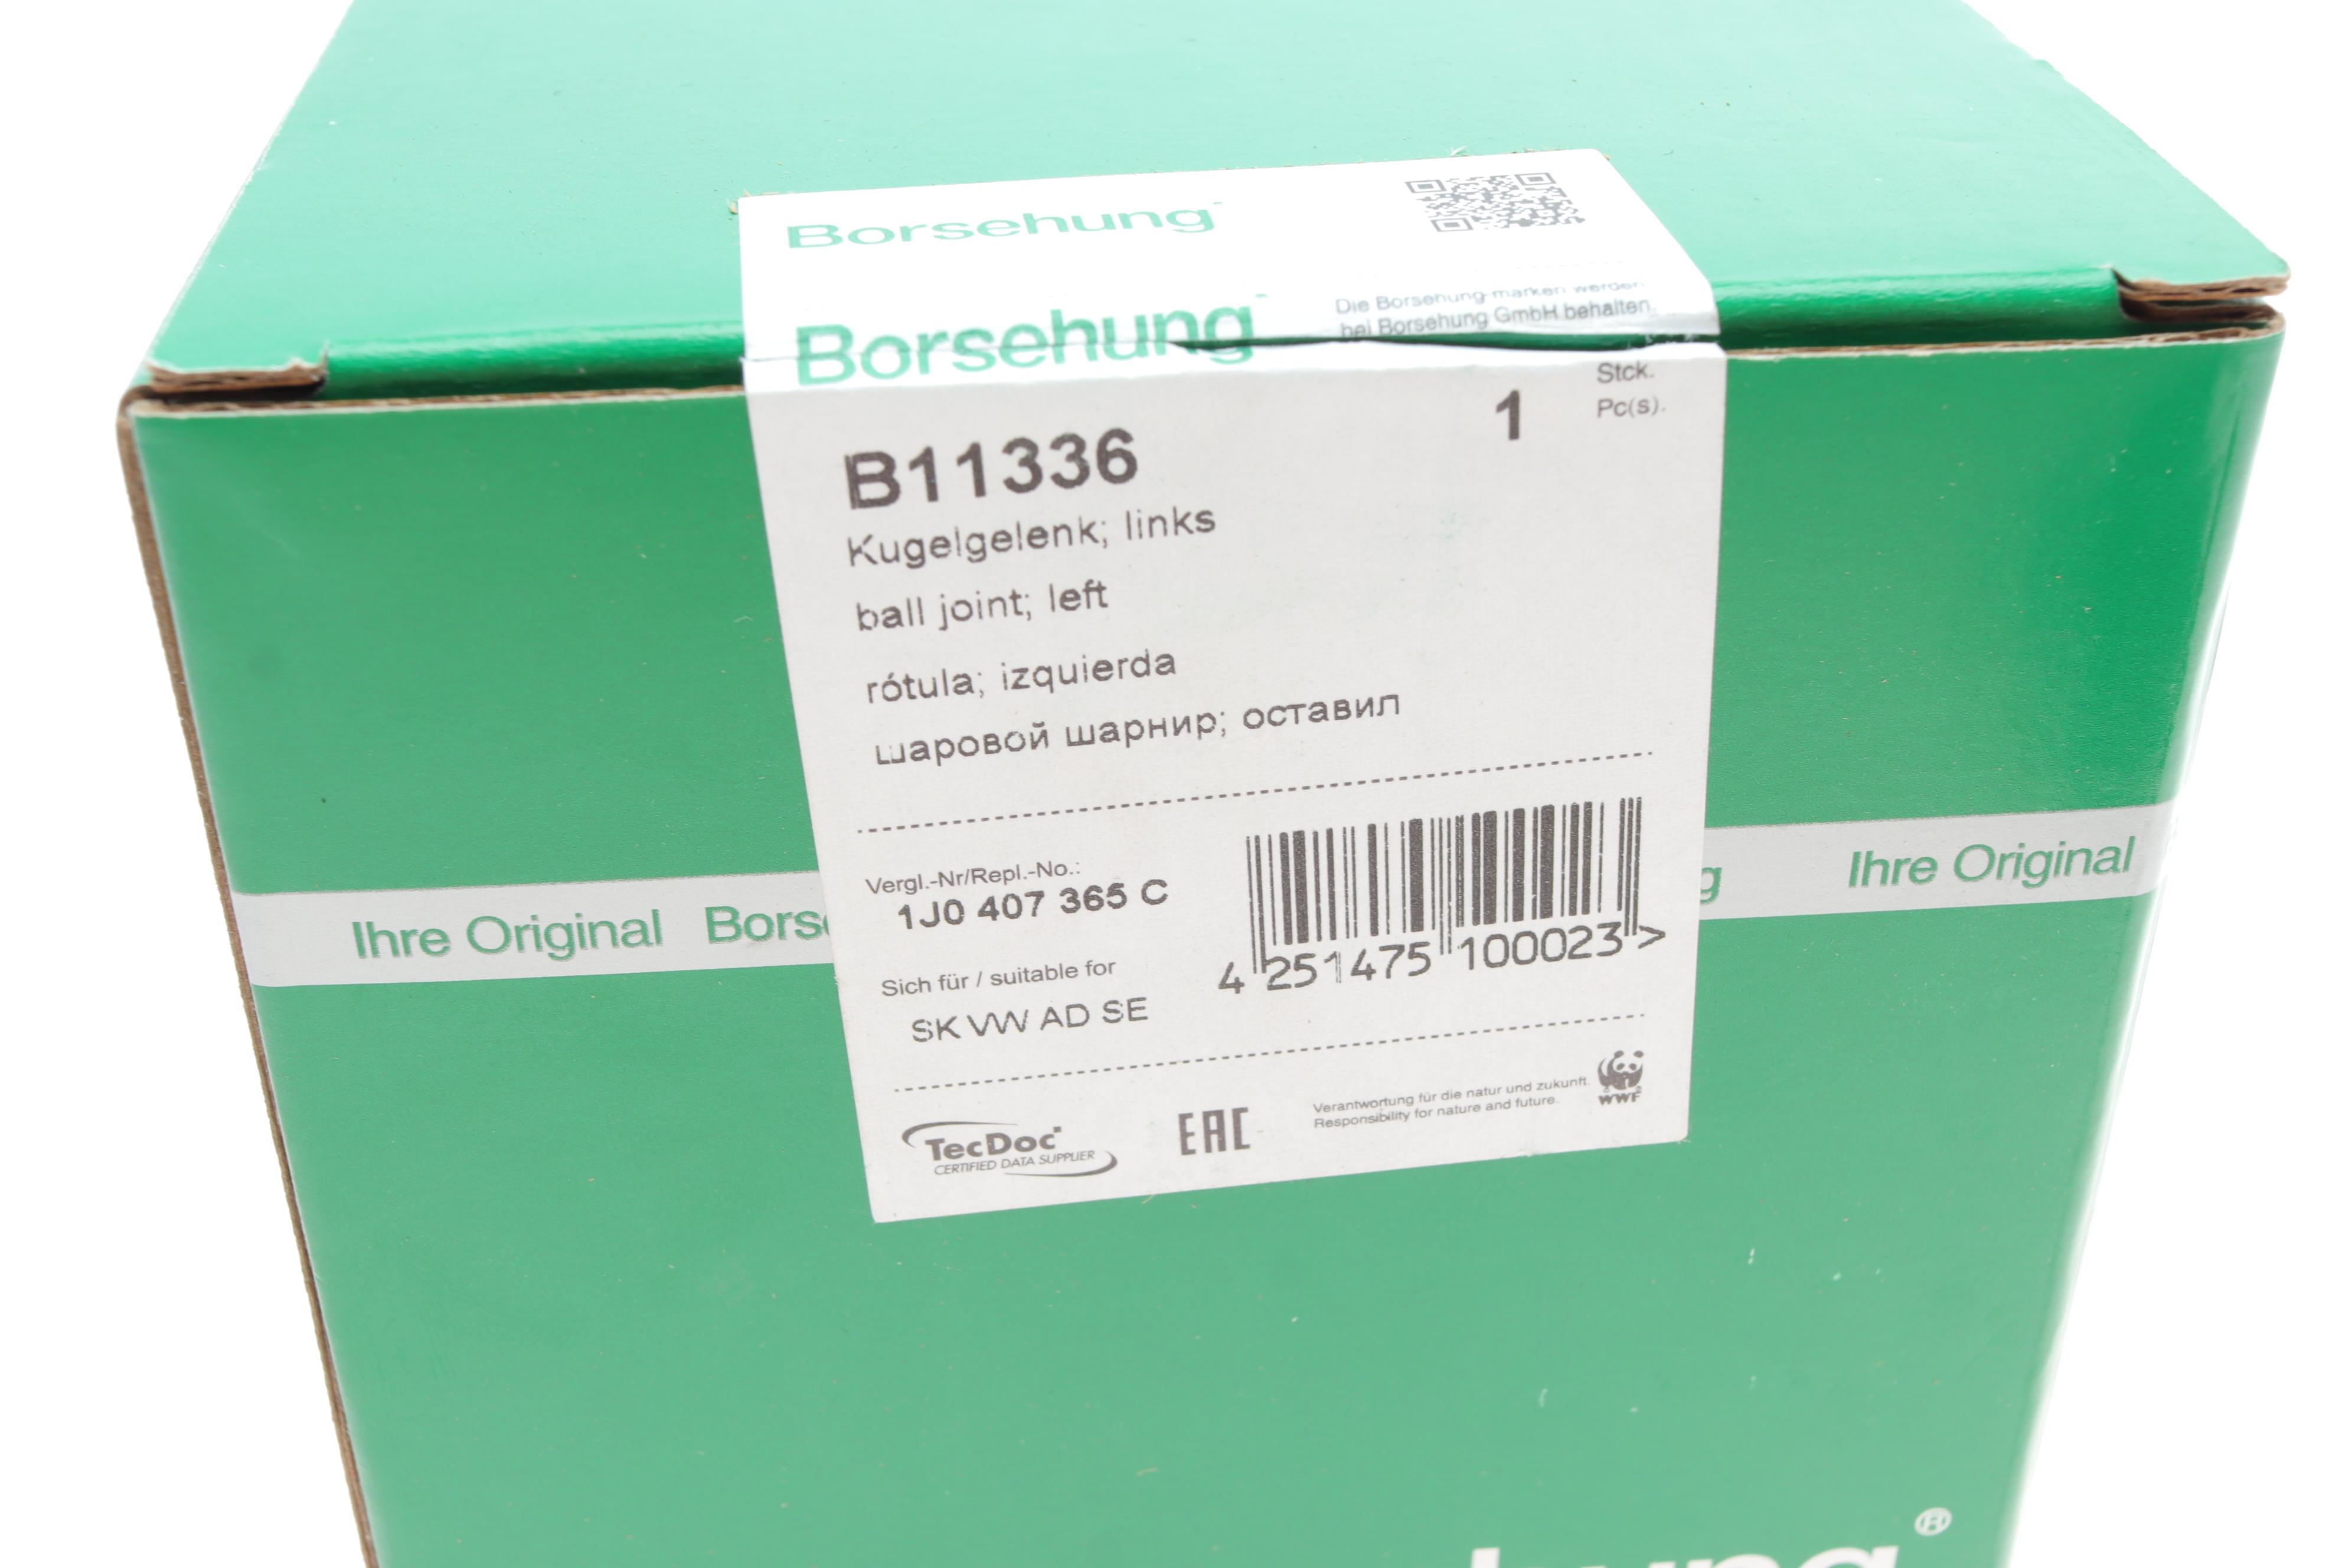 Borsehung
Borsehung
Die Borsehung-marken werden
bei Borsehung GmbH behalten.
1
Stck.
Pc(s).
B11336
Kugelgelenk; links
ball joint; left
rótula; izquierda
шаровой шарнир; оставил
Vergl.-Nr/Repl.-No.:
1J0 407 365 C
4 251475 100023 >
Sich für / suitable for
SK VW AD SE
TecDoc
CERTIFIED DATA SUPPLIER
EAC
Verantwortung für die natur und zukunft.
Responsibility for nature and future.
WWF
Ihre Original Borse
g Ihre Original
hung®